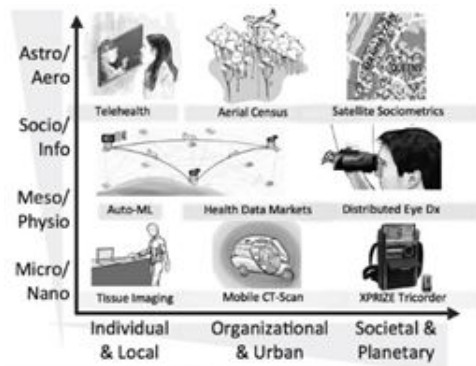 Astro/
Aero
Telehealth
Aerial Census
Satellite Sociometrics
QUEENS
Socio/
Info
Auto-ML
Health Data Markets
Distributed Eye Dx
Meso/
Physio
Micro/
Nano
Tissue Imaging
Mobile CT-Scan
XPRIZE Tricorder
Individual
& Local
Organizational
& Urban
Societal &
Planetary